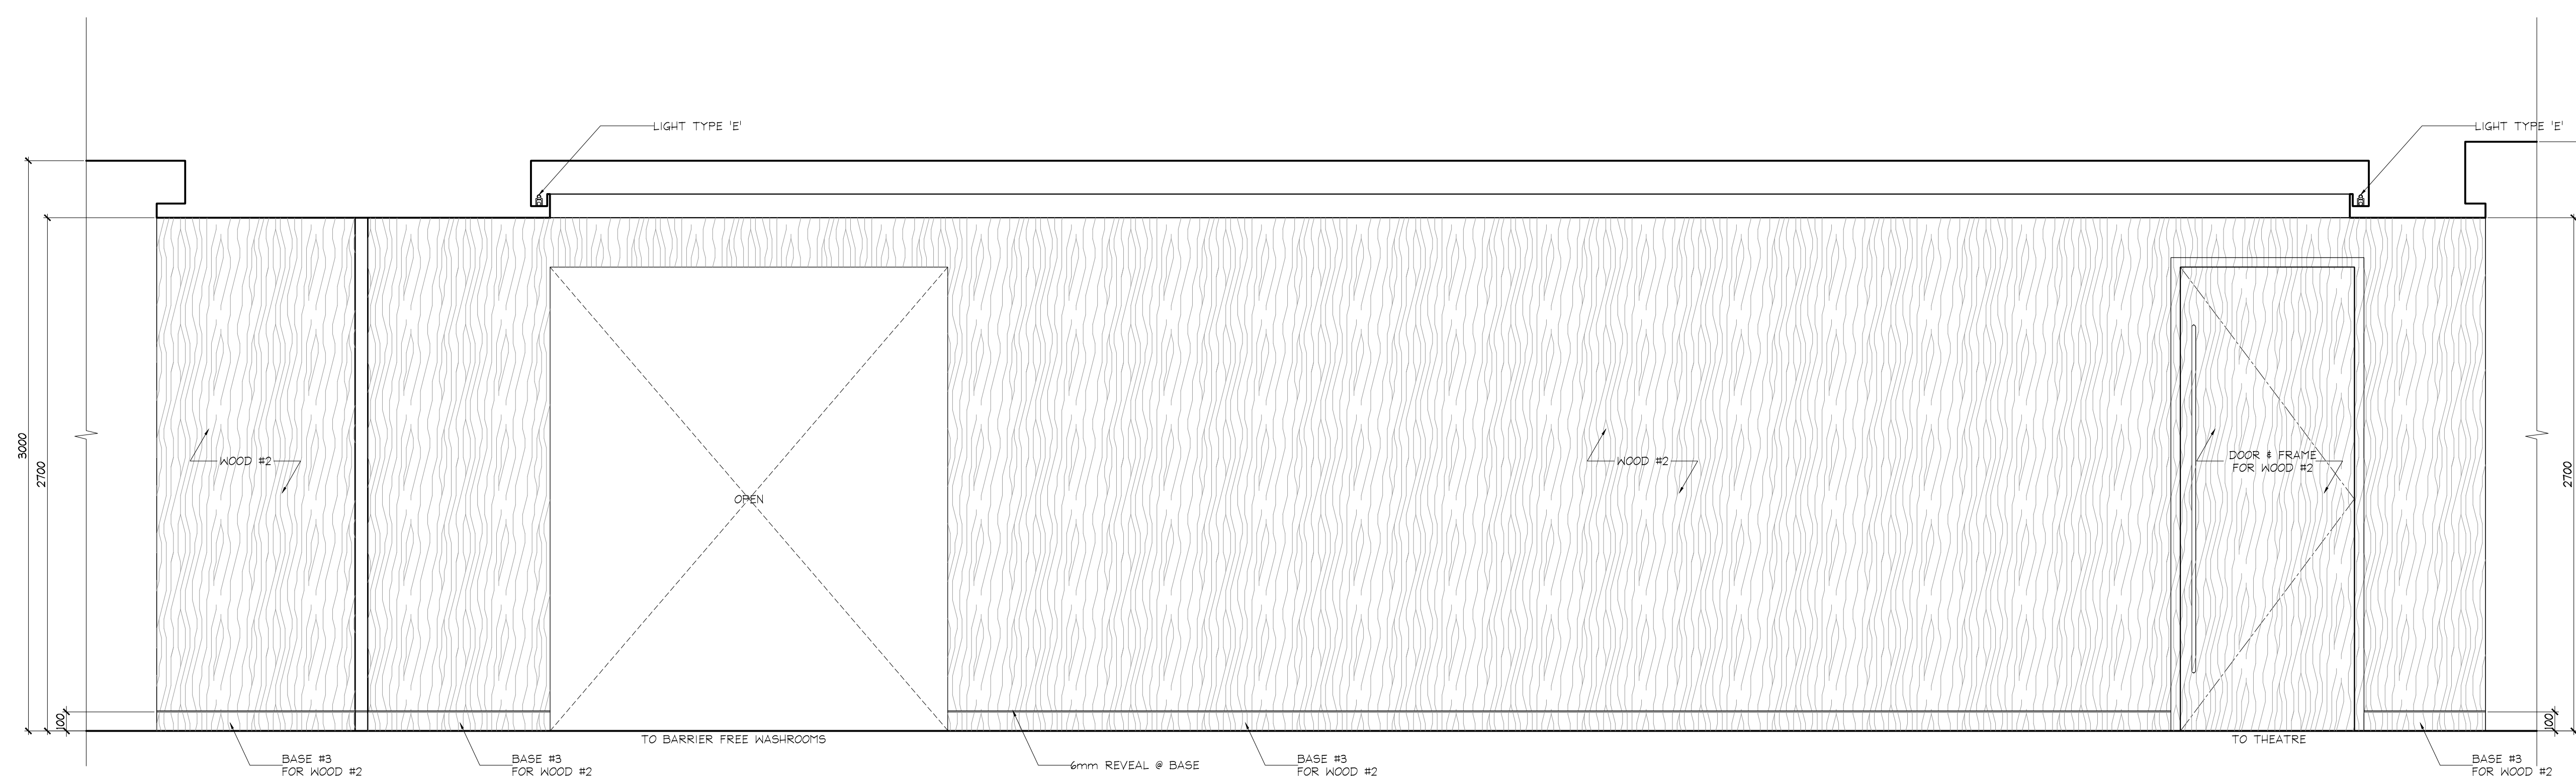 LIGHT TYPE 'E'
LIGHT TYPE 'E'
3000
2700
WOOD #2
WOOD #2
DOOR & FRAME
FOR WOOD #2
2700
OPEN
100
100
TO BARRIER FREE WASHROOMS
TO THEATRE
BASE #3
FOR WOOD #2
BASE #3
FOR WOOD #2
6mm REVEAL @ BASE
BASE #3
FOR WOOD #2
BASE #3
FOR WOOD #2